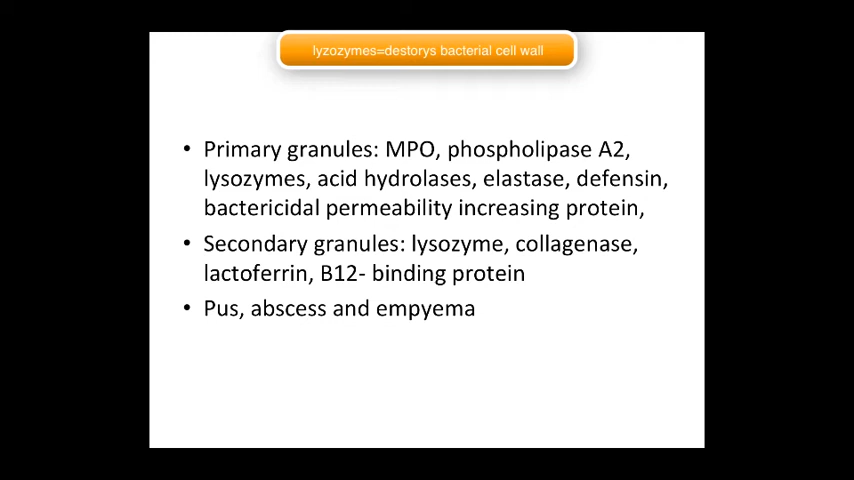 lyzozymes=destorys bacterial cell wall
• Primary granules: MPO, phospholipase A2,
lysozymes, acid hydrolases, elastase, defensin,
bactericidal permeability increasing protein,
• Secondary granules: lysozyme, collagenase,
lactoferrin, B12- binding protein
• Pus, abscess and empyema